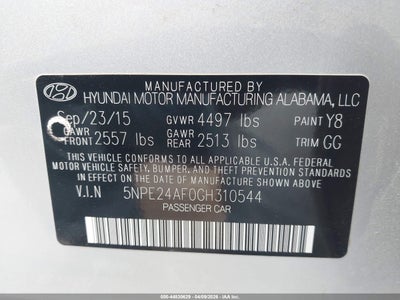 MANUFACTURED BY
HYUNDAI MOTOR MANUFACTURING ALABAMA, LLC
Sep/23/15 GVWR 4497 lbs PAINT Y8
GAWR FRONT 2557 lbs GAWR REAR 2513 lbs TRIM GG
THIS VEHICLE CONFORMS TO ALL APPLICABLE U.S.A. FEDERAL
MOTOR VEHICLE SAFETY, BUMPER, AND THEFT PREVENTION
STANDARDS IN EFFECT ON THE DATE OF MANUFACTURE SHOWN ABOVE.
V.I.N 5NPE24AF0GH310544
PASSENGER CAR